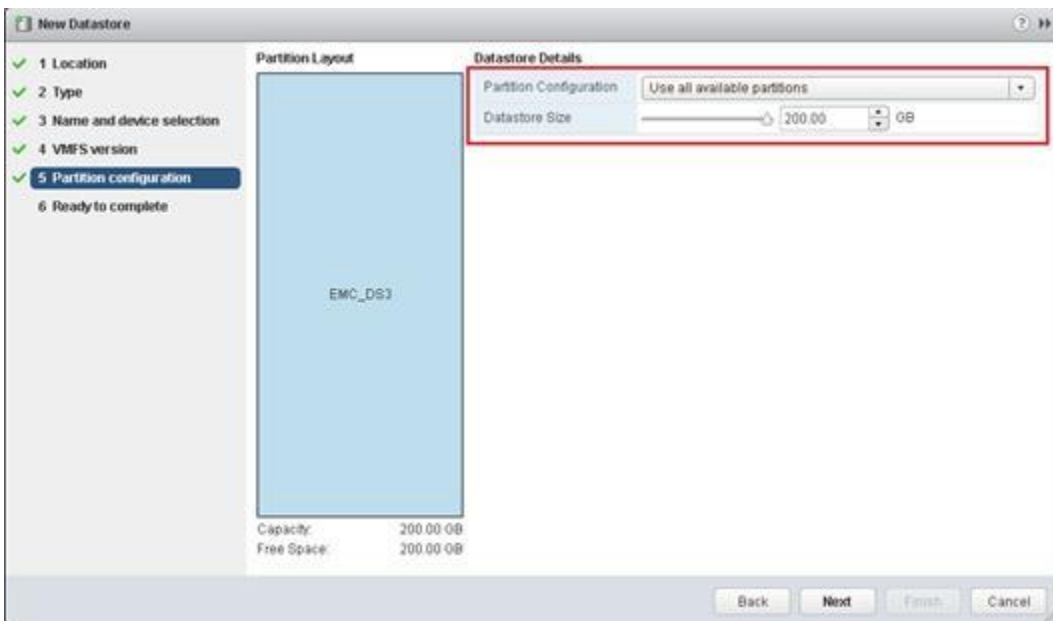 New Datastore
1 Location
2 Type
3 Name and device selection
4 VMFS version
5 Partition configuration
6 Ready to complete
Partition Layout
EMC_DS3
Capacity: 200.00 GB
Free Space: 200.00 GB
Datastore Details
Partition Configuration Use all available partitions
Datastore Size 200.00 GB
Back Next Finish Cancel